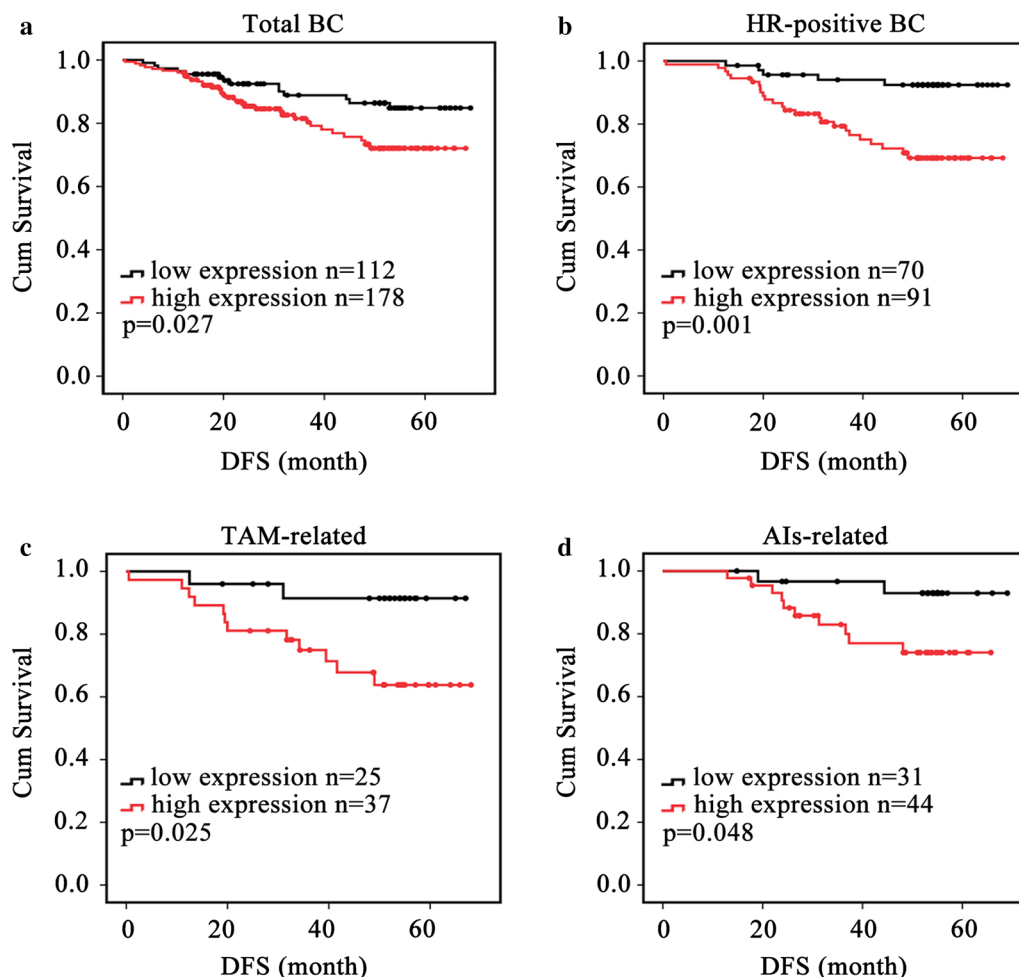 a
Total BC
1.0
0.8
0.6
0.4
0.2
0.0
Cum Survival
low expression n=112
high expression n=178
p=0.027
0 20 40 60
DFS (month)
b
HR-positive BC
1.0
0.8
0.6
0.4
0.2
0.0
Cum Survival
low expression n=70
high expression n=91
p=0.001
0 20 40 60
DFS (month)
c
TAM-related
1.0
0.8
0.6
0.4
0.2
0.0
Cum Survival
low expression n=25
high expression n=37
p=0.025
0 20 40 60
DFS (month)
d
AIs-related
1.0
0.8
0.6
0.4
0.2
0.0
Cum Survival
low expression n=31
high expression n=44
p=0.048
0 20 40 60
DFS (month)